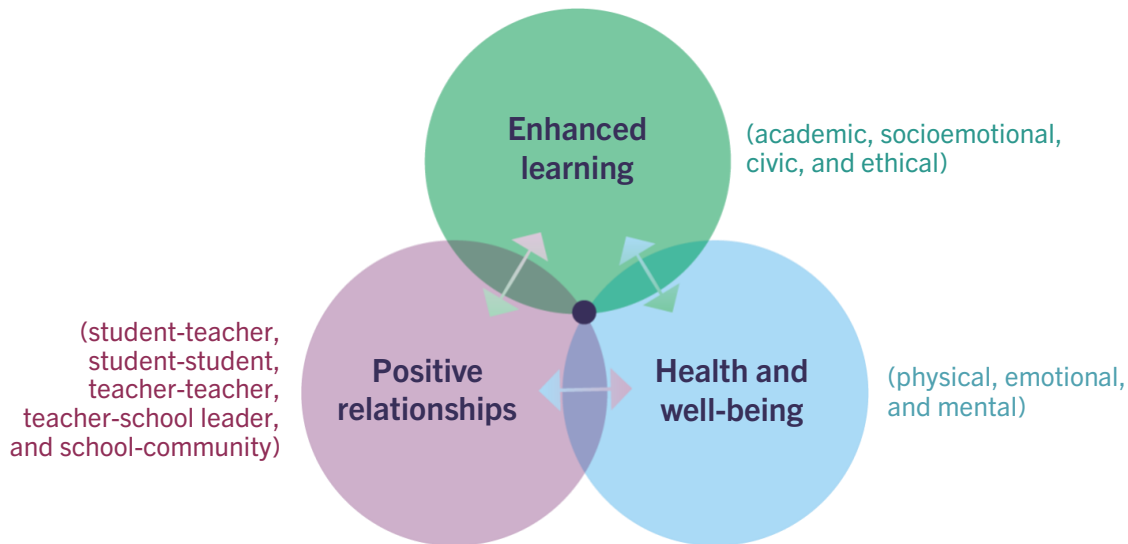 Enhanced
learning
(academic, socioemotional,
civic, and ethical)
(student-teacher,
student-student,
teacher-teacher,
teacher-school leader,
and school-community)
Positive
relationships
Health and
well-being
(physical, emotional,
and mental)